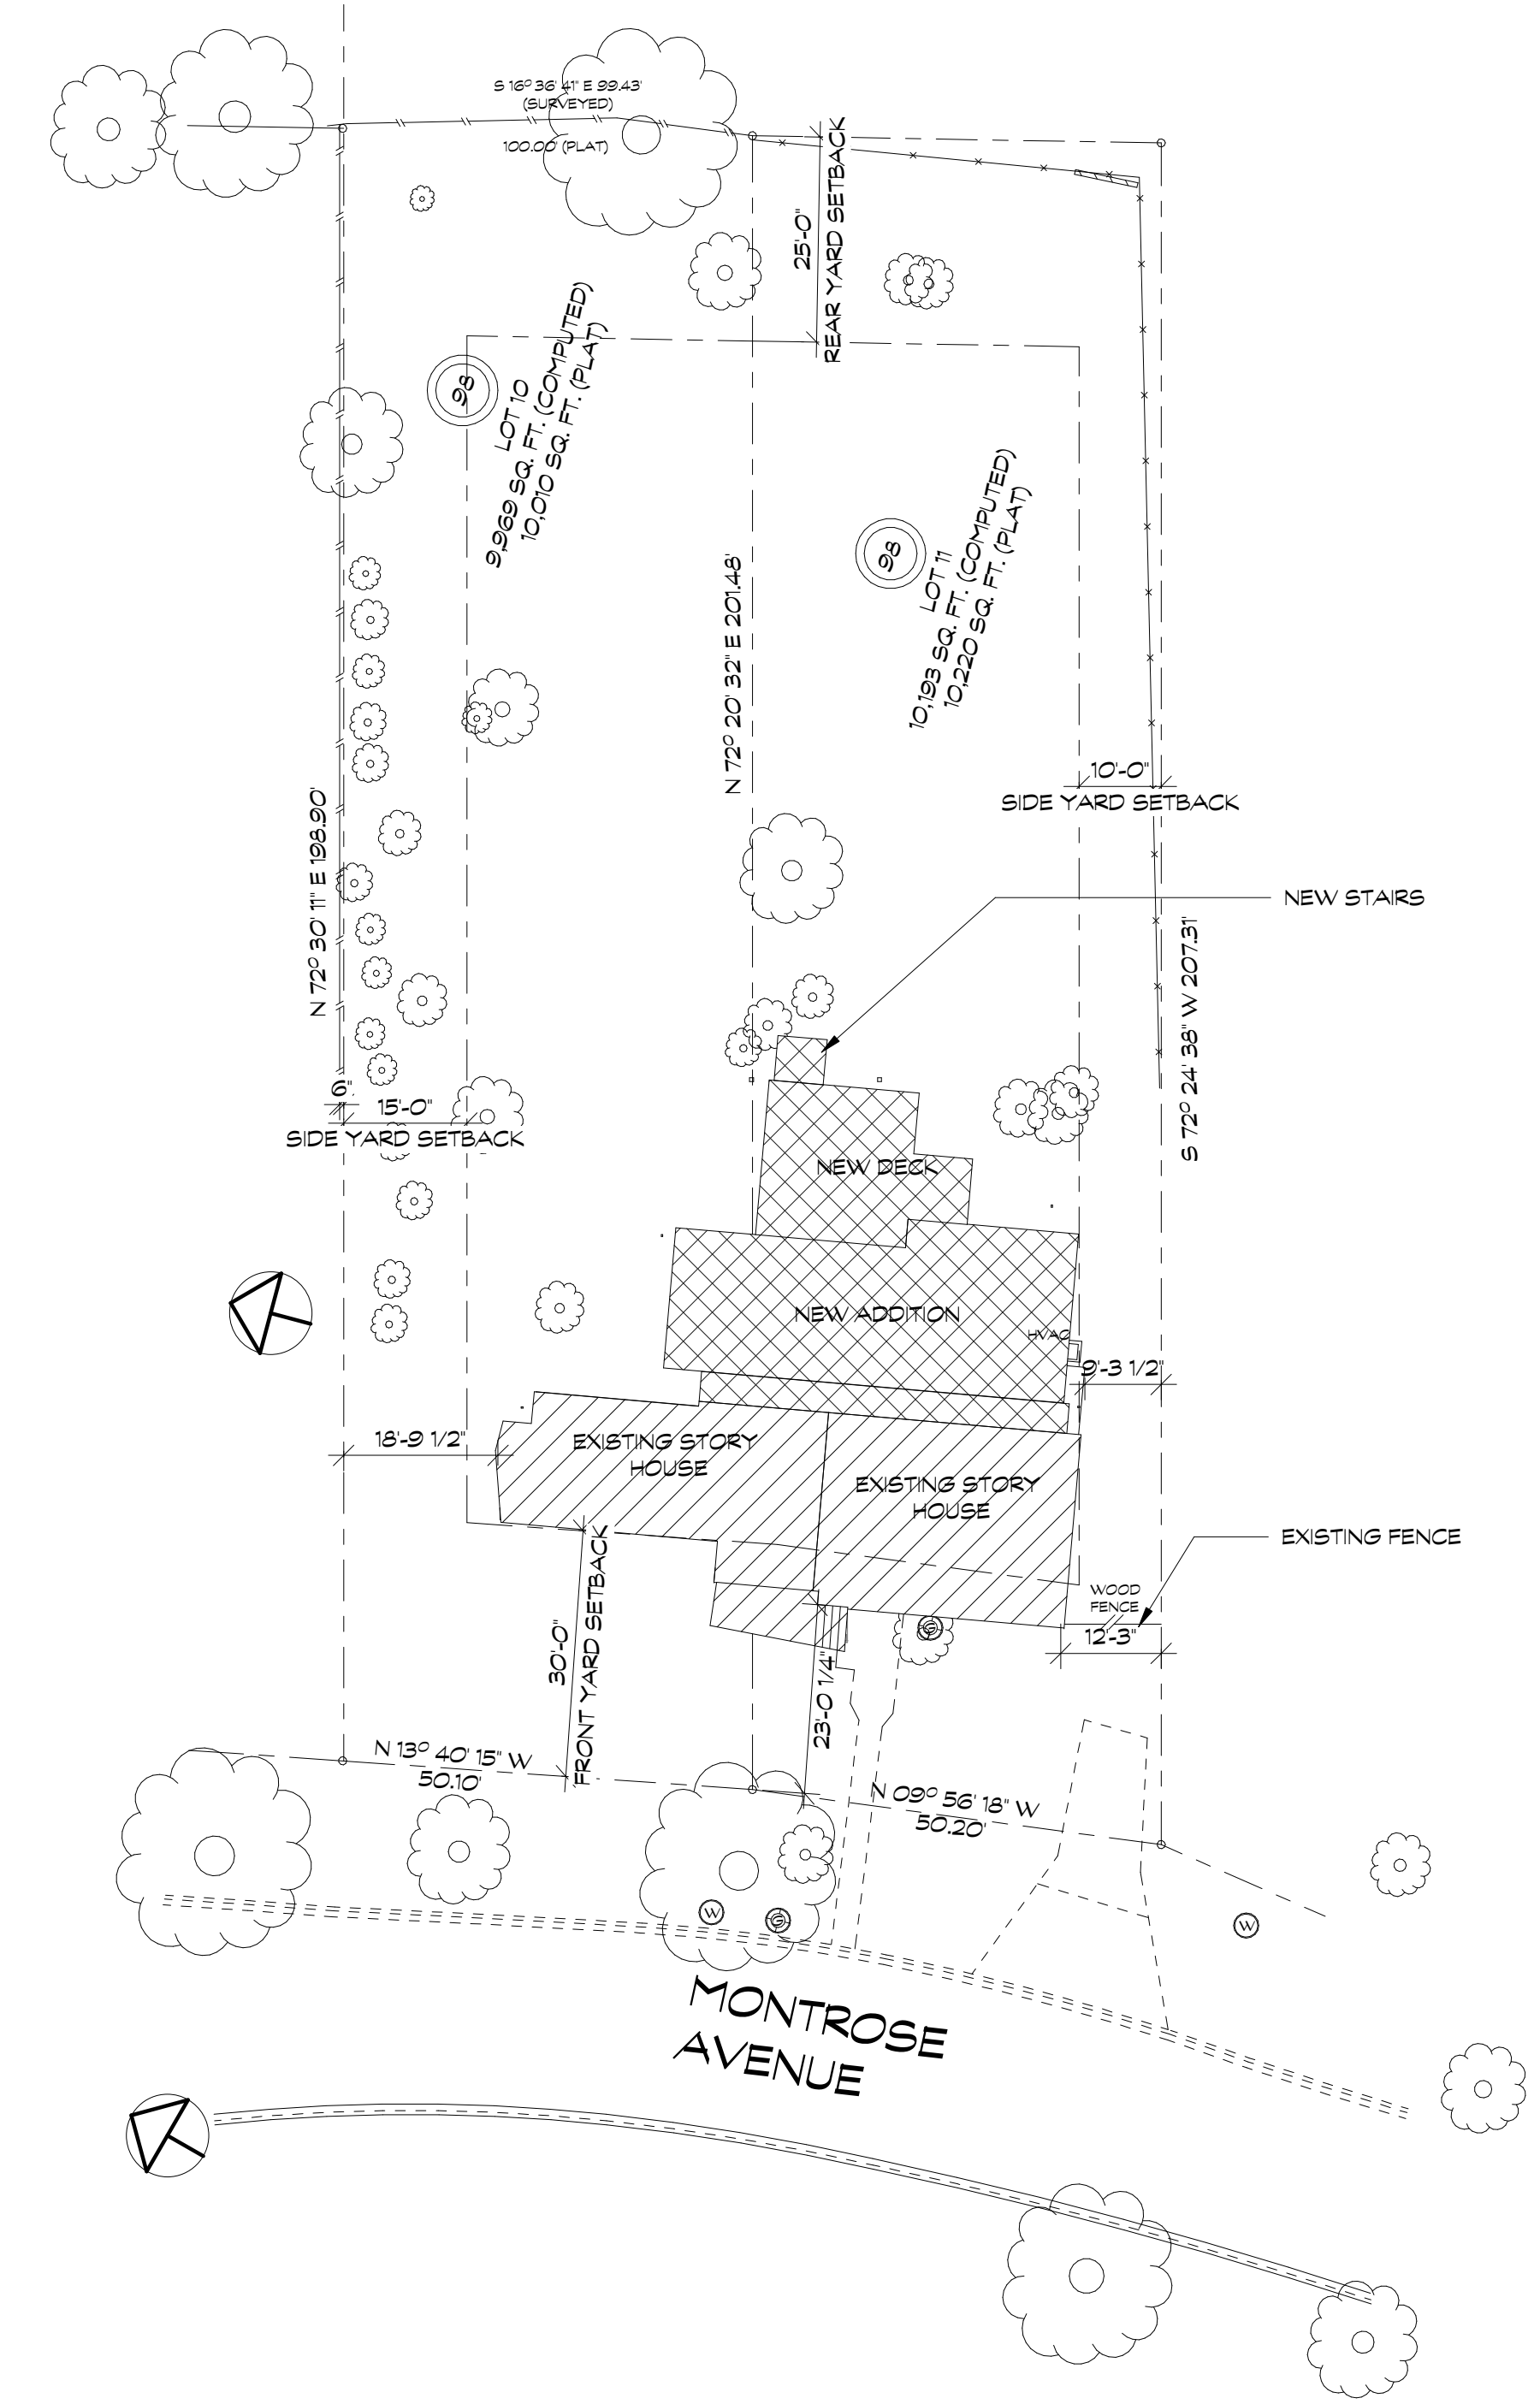 S 16° 36' 41" E 99.43'
(SURVEYED)
100.00' (PLAT)
25'-0"
REAR YARD SETBACK
98
LOT 10
9,969 SQ. FT. (COMPUTED)
10,010 SQ. FT. (PLAT)
98
LOT 11
10,193 SQ. FT. (COMPUTED)
10,220 SQ. FT. (PLAT)
N 72° 20' 32" E 201.48'
10'-0"
SIDE YARD SETBACK
N 72° 30' 11" E 198.90'
NEW STAIRS
S 72° 24' 38" W 207.31'
6"
15'-0"
SIDE YARD SETBACK
NEW DECK
NEW ADDITION
HVAC
9'-3 1/2"
18'-9 1/2"
EXISTING STORY
HOUSE
EXISTING STORY
HOUSE
EXISTING FENCE
WOOD
FENCE
12'-3"
30'-0"
FRONT YARD SETBACK
G
23'-0 1/4"
N 13° 40' 15" W
50.10'
N 09° 56' 18" W
50.20'
W
G
W
MONTROSE
AVENUE